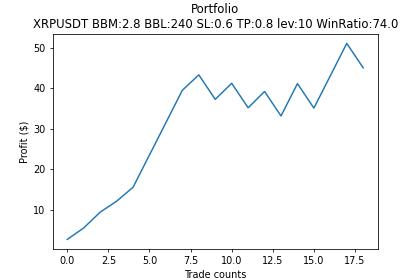 Portfolio
XRPUSDT BBM:2.8 BBL:240 SL:0.6 TP:0.8 lev:10 WinRatio:74.0
50
40
30
20
10
Profit ($)
0.0 2.5 5.0 7.5 10.0 12.5 15.0 17.5
Trade counts